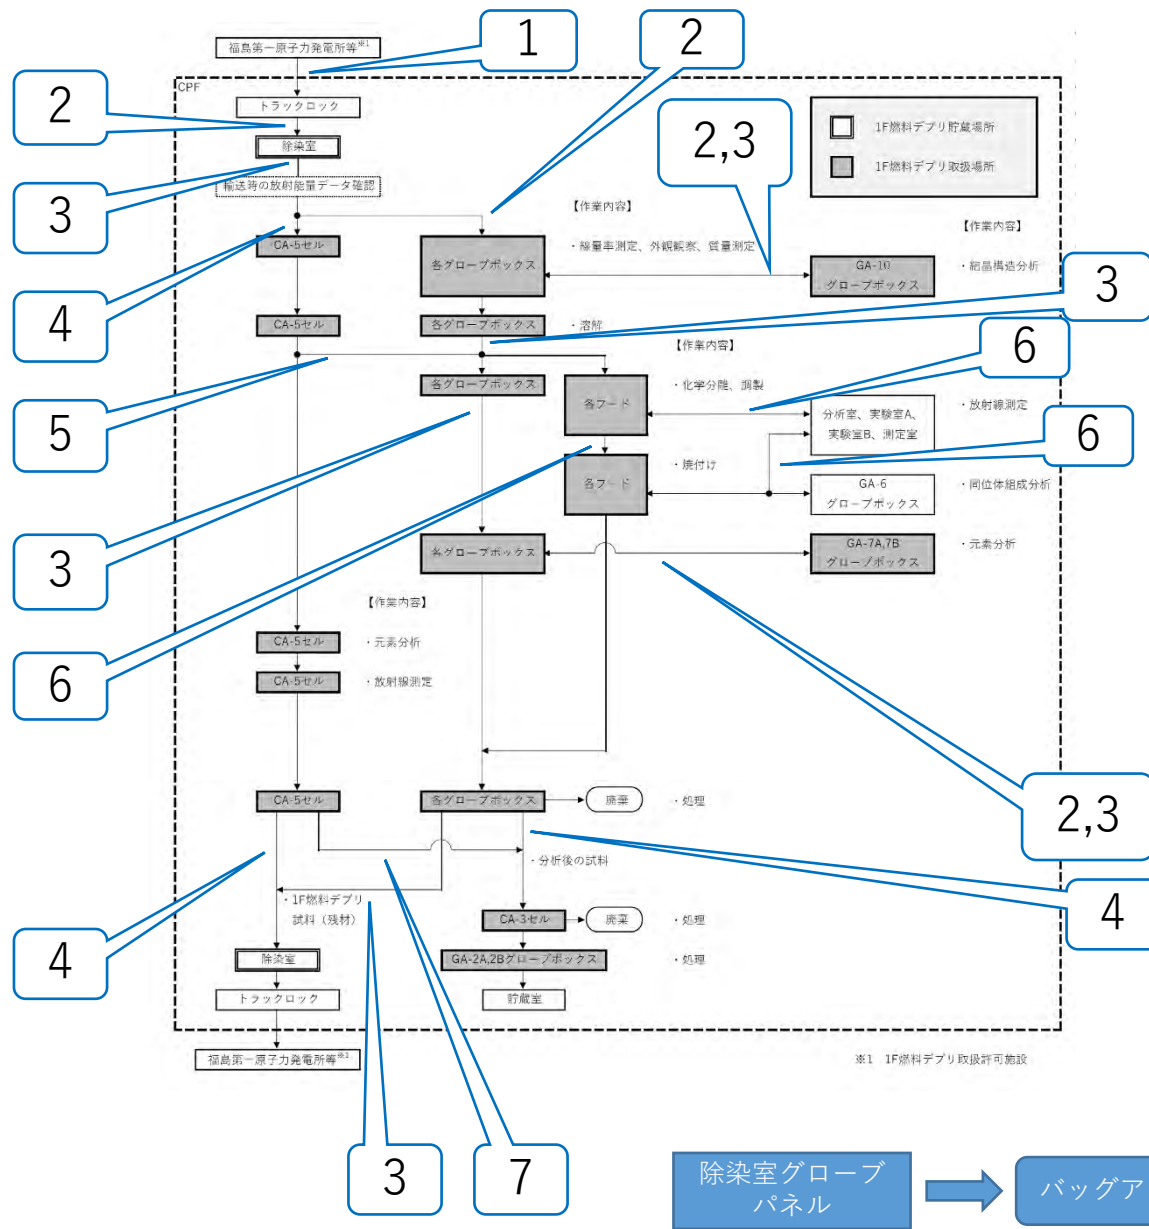 1
2
福島第一原子力発電所等※1
CPF
トラックロック
2
除染室
輸送時の放射能量データ確認
3
2,3
1F燃料デブリ貯蔵場所
1F燃料デブリ取扱場所
4
CA-5セル
各グローブボックス
【作業内容】
・線量率測定、外観観察、質量測定
GA-10
グローブボックス
【作業内容】
・結晶構造分析
3
CA-5セル
各グローブボックス
・溶解
5
各グローブボックス
各フード
【作業内容】
・化学分離、調製
6
分析室、実験室A、
実験室B、測定室
・放射線測定
6
各フード
・焼付け
GA-6
グローブボックス
・同位体組成分析
3
各グローブボックス
GA-7A,7B
グローブボックス
・元素分析
【作業内容】
CA-5セル
・元素分析
6
CA-5セル
・放射線測定
2,3
CA-5セル
各グローブボックス
廃棄
・処理
・分析後の試料
4
・1F燃料デブリ
試料（残材）
4
CA-3セル
廃棄
・処理
除染室
GA-2A,2Bグローブボックス
・処理
トラックロック
貯蔵室
福島第一原子力発電所等※1
※1 1F燃料デブリ取扱許可施設
3
7
除染室グローブ
パネル
バッグア